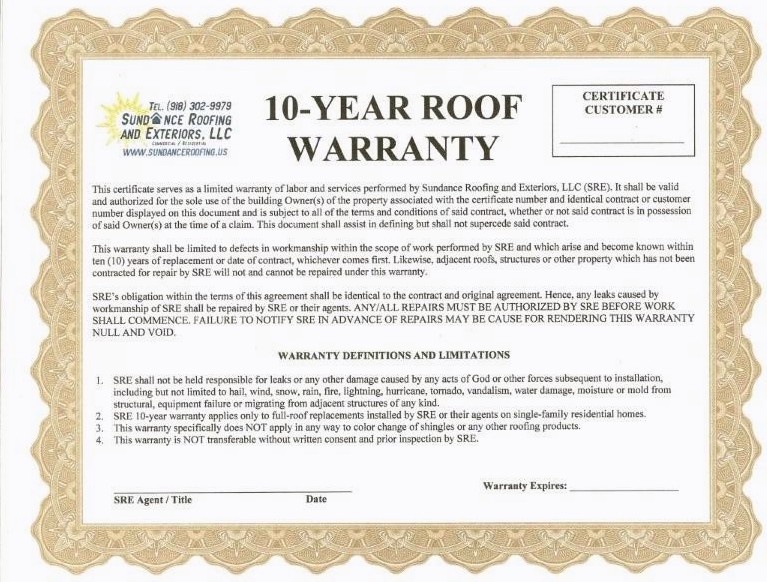 TEL. (918) 302-9979
SUNDANCE ROOFING
AND EXTERIORS, LLC
COMMERCIAL / RESIDENTIAL
WWW.SUNDANCEROOFING.US
10-YEAR ROOF
WARRANTY
CERTIFICATE
CUSTOMER #
This certificate serves as a limited warranty of labor and services performed by Sundance Roofing and Exteriors, LLC (SRE). It shall be valid
and authorized for the sole use of the building Owner(s) of the property associated with the certificate number and identical contract or customer
number displayed on this document and is subject to all of the terms and conditions of said contract, whether or not said contract is in possession
of said Owner(s) at the time of a claim. This document shall assist in defining but shall not supercede said contract.
This warranty shall be limited to defects in workmanship within the scope of work performed by SRE and which arise and become known within
ten (10) years of replacement or date of contract, whichever comes first. Likewise, adjacent roofs, structures or other property which has not been
contracted for repair by SRE will not and cannot be repaired under this warranty.
SRE's obligation within the terms of this agreement shall be identical to the contract and original agreement. Hence, any leaks caused by
workmanship of SRE shall be repaired by SRE or their agents. ANY/ALL REPAIRS MUST BE AUTHORIZED BY SRE BEFORE WORK
SHALL COMMENCE. FAILURE TO NOTIFY SRE IN ADVANCE OF REPAIRS MAY BE CAUSE FOR RENDERING THIS WARRANTY
NULL AND VOID.
WARRANTY DEFINITIONS AND LIMITATIONS
1. SRE shall not be held responsible for leaks or any other damage caused by any acts of God or other forces subsequent to installation,
including but not limited to hail, wind, snow, rain, fire, lightning, hurricane, tornado, vandalism, water damage, moisture or mold from
structural, equipment failure or migrating from adjacent structures of any kind.
2. SRE 10-year warranty applies only to full-roof replacements installed by SRE or their agents on single-family residential homes.
3. This warranty specifically does NOT apply in any way to color change of shingles or any other roofing products.
4. This warranty is NOT transferable without written consent and prior inspection by SRE.
Warranty Expires:
SRE Agent / Title Date